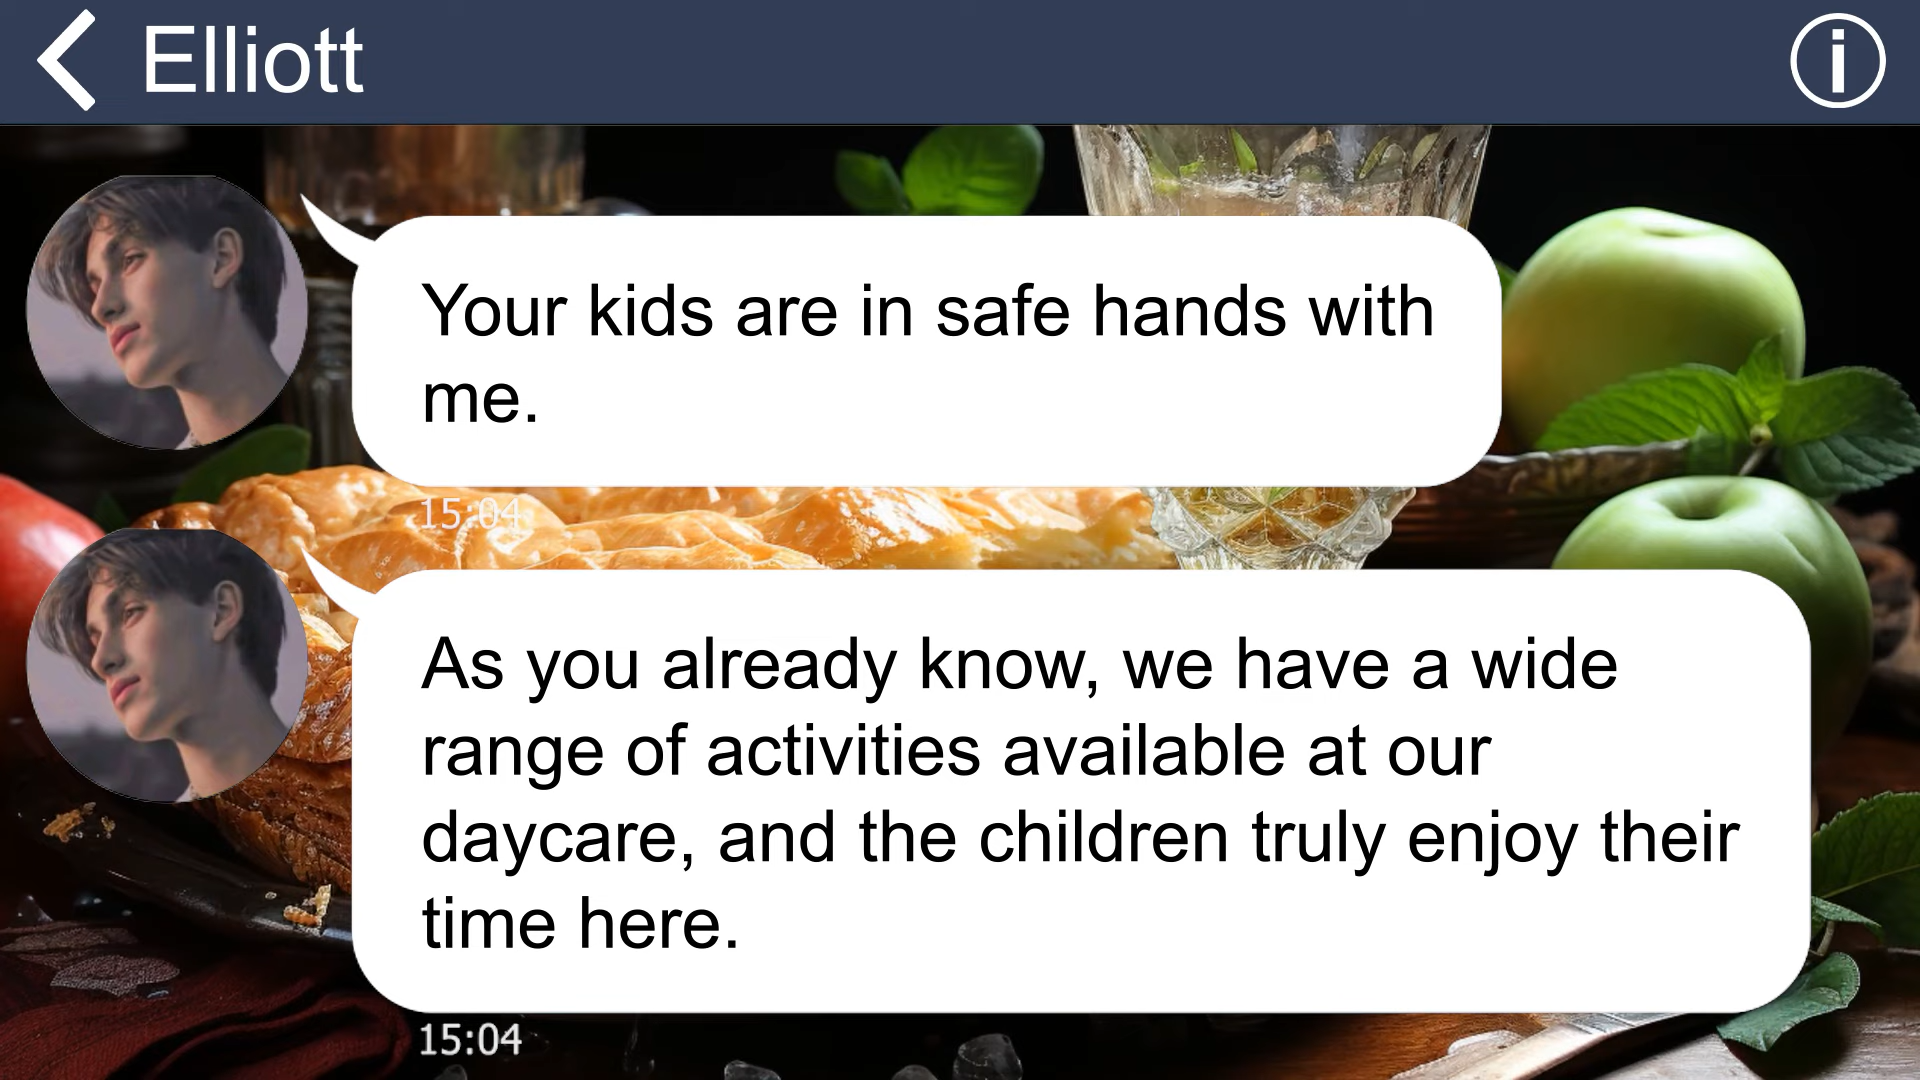 Elliott
Your kids are in safe hands with
me.
15:04
As you already know, we have a wide
range of activities available at our
daycare, and the children truly enjoy their
time here.
15:04